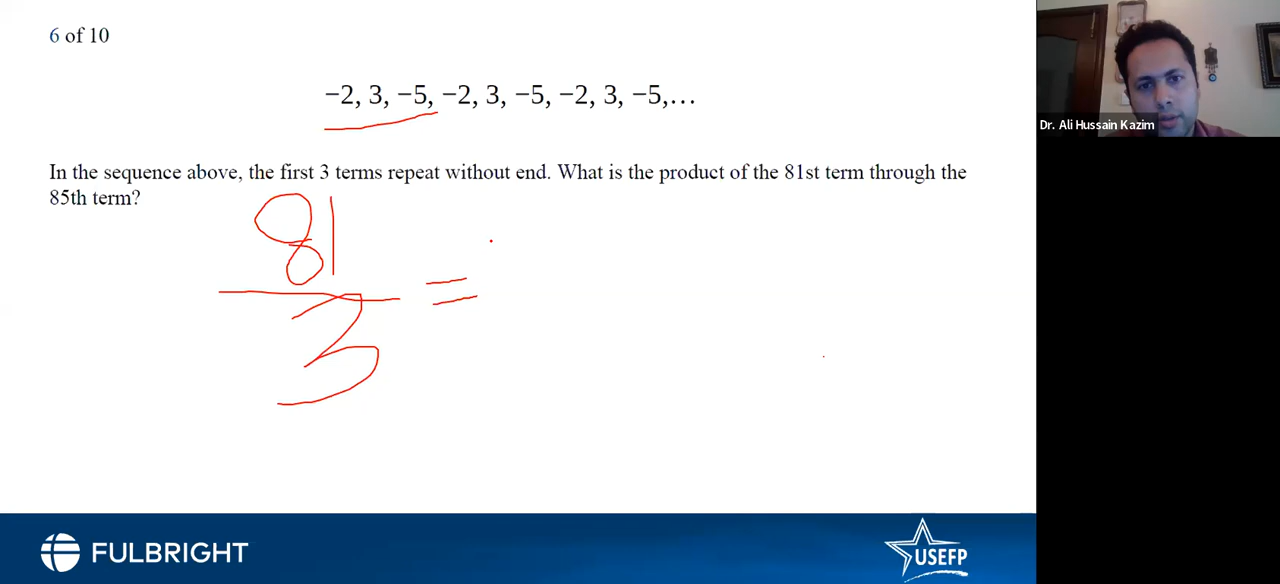 6 of 10
−2, 3, −5, −2, 3, −5, −2, 3, −5,…
In the sequence above, the first 3 terms repeat without end. What is the product of the 81st term through the
85th term?
81
3
=
Dr. Ali Hussain Kazim
FULBRIGHT
USEFP